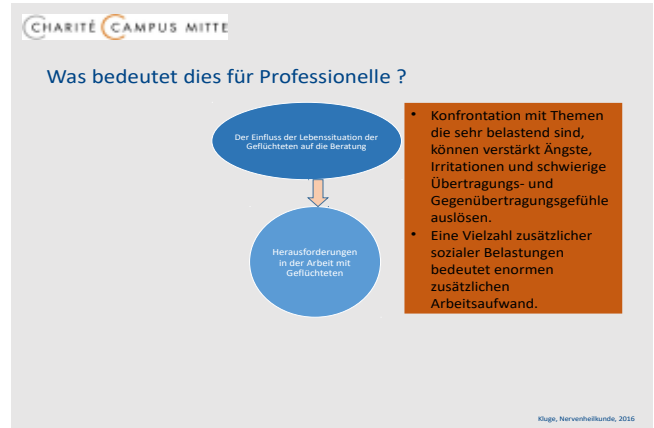 CHARITÉ CAMPUS MITTE
Was bedeutet dies für Professionelle ?
Der Einfluss der Lebenssituation der
Geflüchteten auf die Beratung
Herausforderungen
in der Arbeit mit
Geflüchteten
• Konfrontation mit Themen
die sehr belastend sind,
können verstärkt Ängste,
Irritationen und schwierige
Übertragungs- und
Gegenübertragungsgefühle
auslösen.
• Eine Vielzahl zusätzlicher
sozialer Belastungen
bedeutet enormen
zusätzlichen
Arbeitsaufwand.
Kluge, Nervenheilkunde, 2016